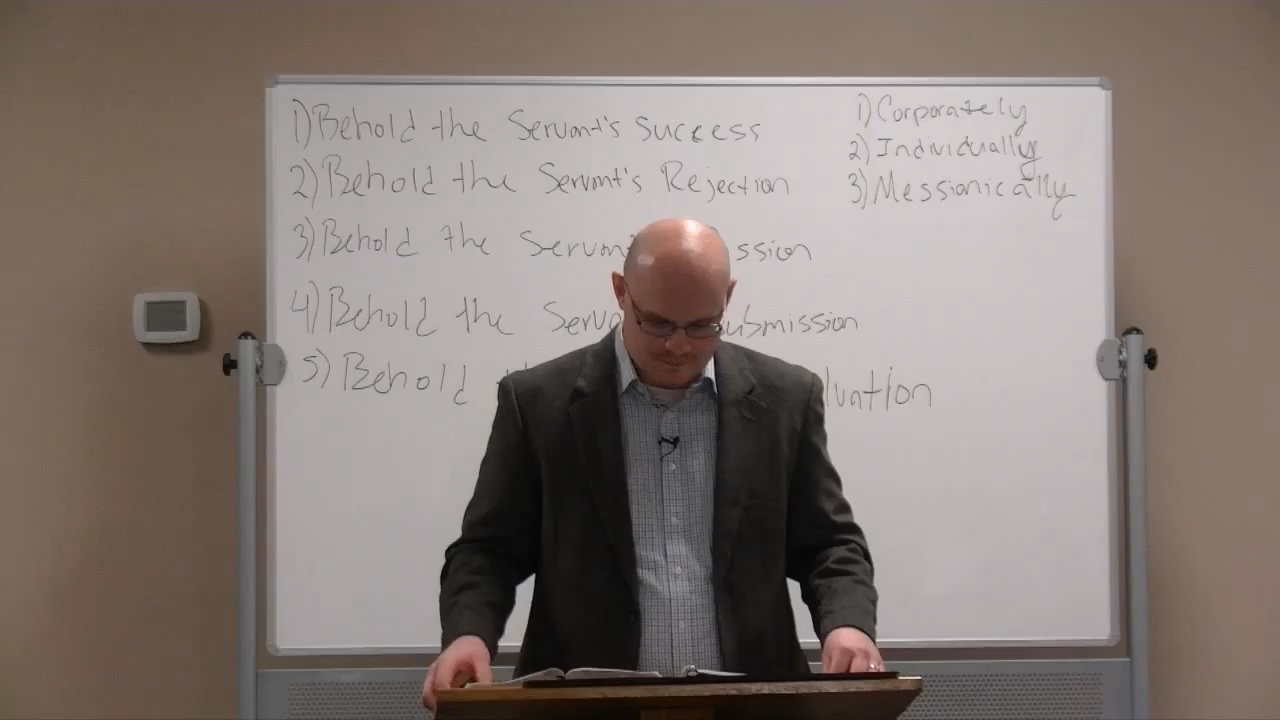 1) Behold the Servant's Success
2) Behold the Servant's Rejection
3) Behold the
4) Behold the
5) Behold
1) Corporately
2) Individually
3) Messianically